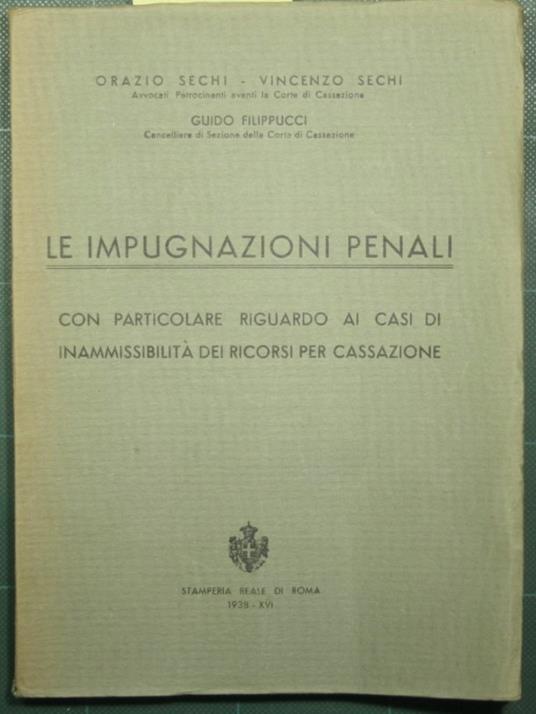 ORAZIO SECHI - VINCENZO SECHI
Avvocati Patrocinanti avanti la Corte di Cassazione
GUIDO FILIPPUCCI
Cancelliere di Sezione della Corte di Cassazione
LE IMPUGNAZIONI PENALI
CON PARTICOLARE RIGUARDO AI CASI DI
INAMMISSIBILITÀ DEI RICORSI PER CASSAZIONE
STAMPERIA REALE DI ROMA
1938 - XVI